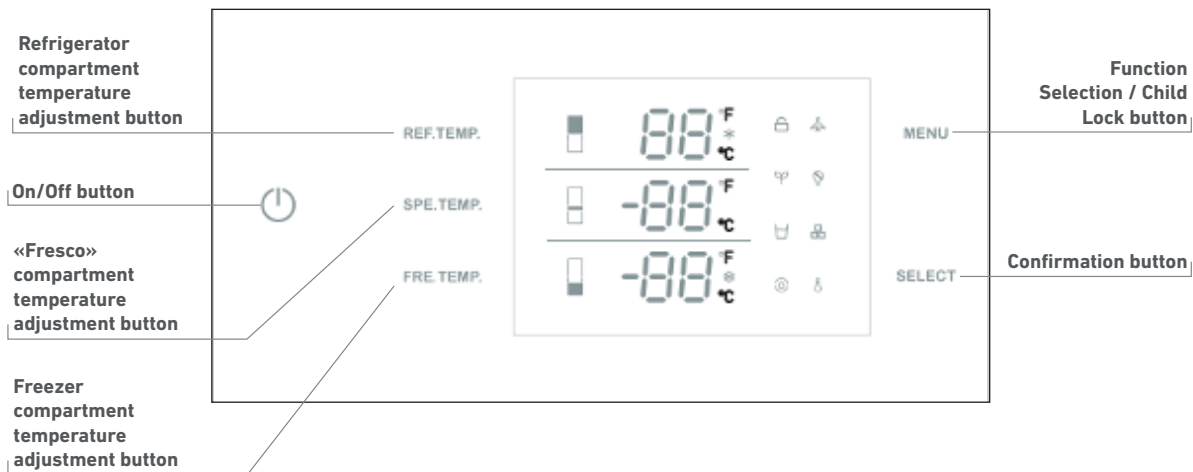 Refrigerator
compartment
temperature
adjustment button
On/Off button
«Fresco»
compartment
temperature
adjustment button
Freezer
compartment
temperature
adjustment button
REF.TEMP.
SPE.TEMP.
FRE.TEMP.
88 °F °C
-88 °F °C
-88 °F °C
MENU
SELECT
Function
Selection / Child
Lock button
Confirmation button